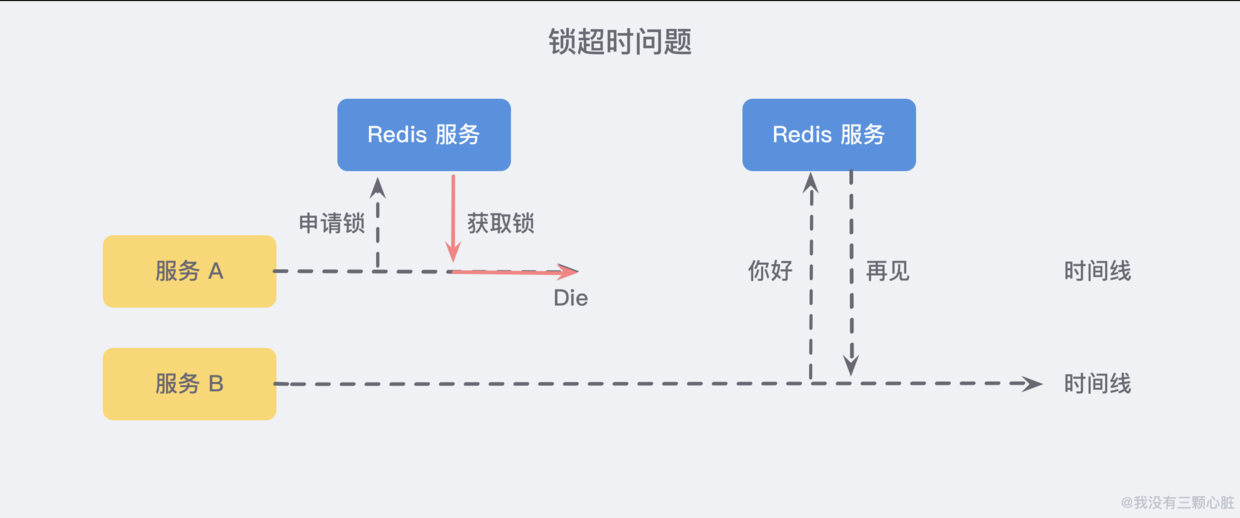 锁超时问题
Redis 服务
Redis 服务
申请锁
获取锁
服务 A
Die
你好
再见
时间线
服务 B
时间线
@我没有三颗心脏